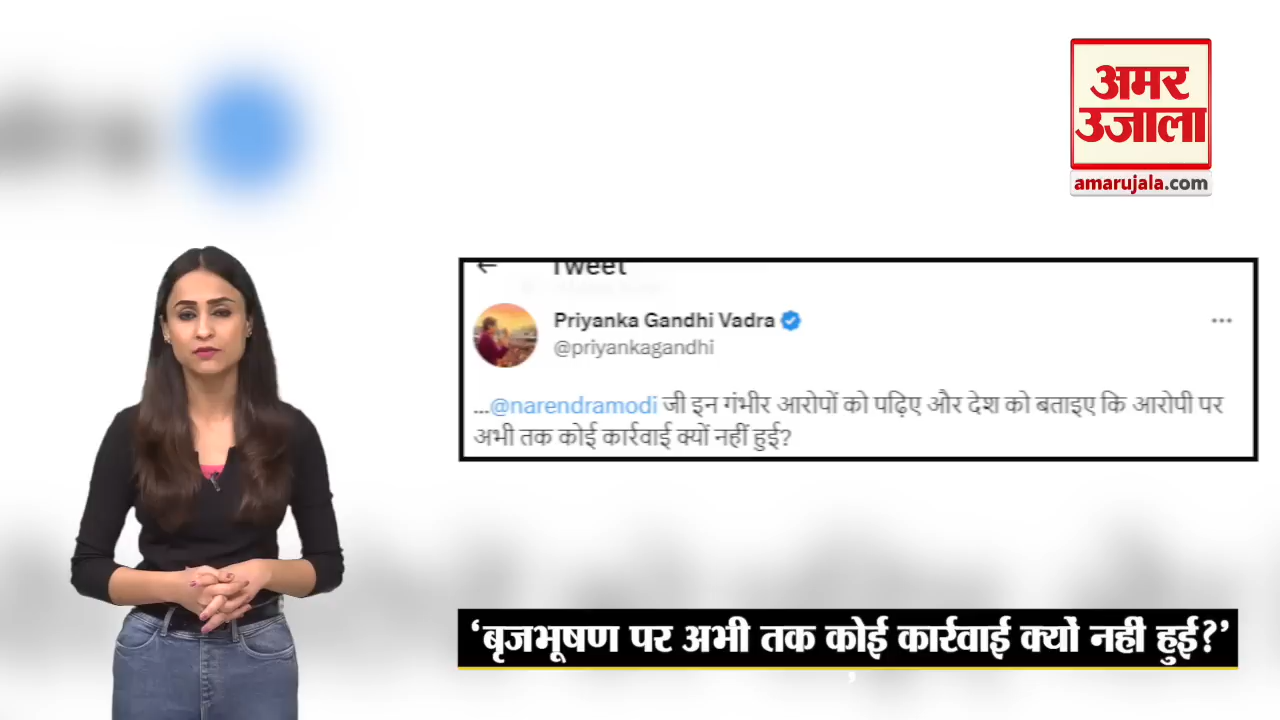 अमर
उजाला
amarujala.com
Tweet
Priyanka Gandhi Vadra
@priyankagandhi
...@narendramodi जी इन गंभीर आरोपों को पढ़िए और देश को बताइए कि आरोपी पर
अभी तक कोई कार्रवाई क्यों नहीं हुई?
‘बृजभूषण पर अभी तक कोई कार्रवाई क्यों नहीं हुई?’